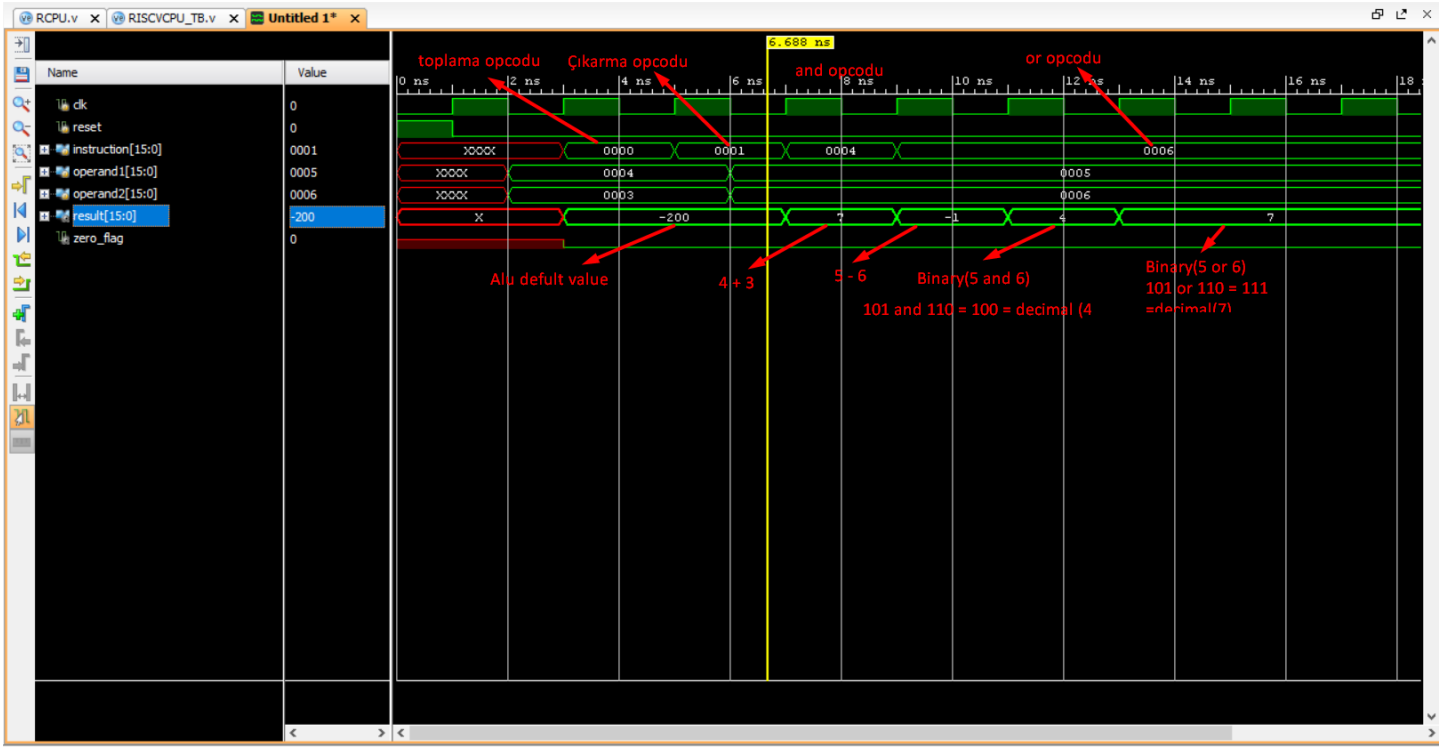 RCPU.v
RISCVCPU_TB.v
Untitled 1*
6.688 ns
toplama opcodu
Çıkarma opcodu
and opcodu
or opcodu
Name
Value
0 ns
2 ns
4 ns
6 ns
8 ns
10 ns
12 ns
14 ns
16 ns
18
clk
0
reset
0
instruction[15:0]
0001
XXXX
0000
0001
0004
0006
operand1[15:0]
0005
XXXX
0004
0005
operand2[15:0]
0006
XXXX
0003
0006
result[15:0]
-200
X
-200
7
-1
4
7
zero_flag
0
Alu defult value
4 + 3
5 - 6
Binary(5 and 6)
101 and 110 = 100 = decimal (4
Binary(5 or 6)
101 or 110 = 111
=decimal(7)